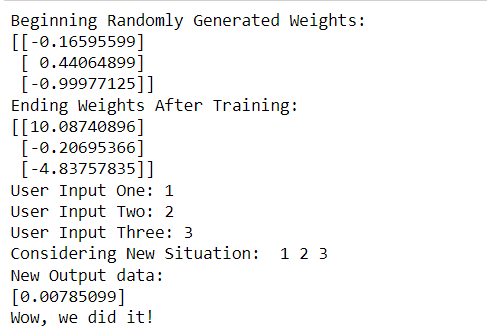 Beginning Randomly Generated Weights:
[[-0.16595599]
 [ 0.44064899]
 [-0.99977125]]
Ending Weights After Training:
[[10.08740896]
 [-0.20695366]
 [-4.83757835]]
User Input One: 1
User Input Two: 2
User Input Three: 3
Considering New Situation:  1 2 3
New Output data:
[0.00785099]
Wow, we did it!